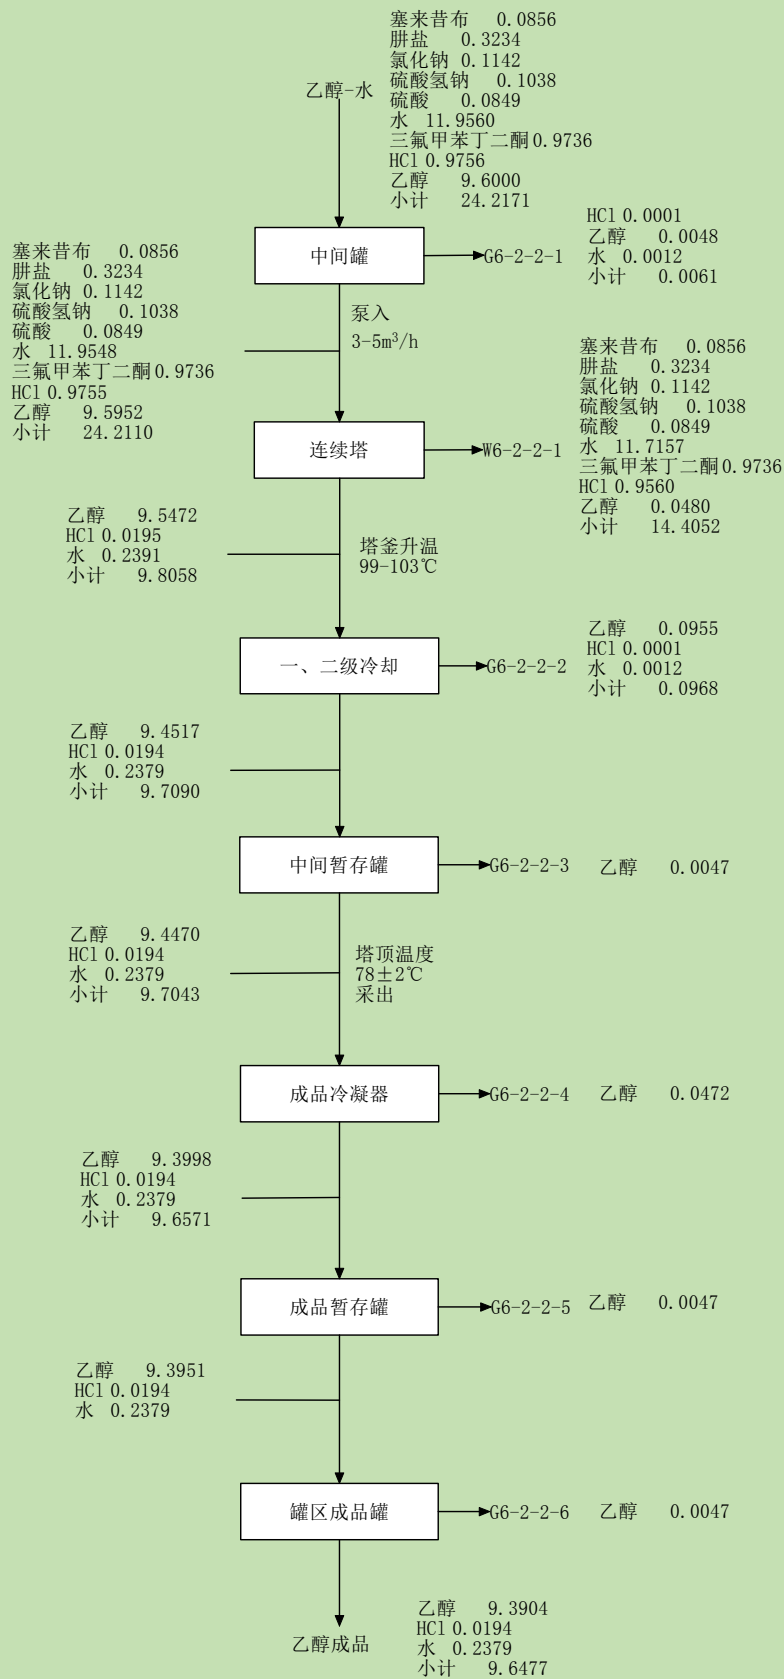 塞来昔布 0.0856
肼盐 0.3234
氯化钠 0.1142
硫酸氢钠 0.1038
硫酸 0.0849
水 11.9560
三氟甲苯丁二酮 0.9736
HCl 0.9756
乙醇 9.6000
小计 24.2171
乙醇-水
中间罐
G6-2-2-1
HCl 0.0001
乙醇 0.0048
水 0.0012
小计 0.0061
塞来昔布 0.0856
肼盐 0.3234
氯化钠 0.1142
硫酸氢钠 0.1038
硫酸 0.0849
水 11.9548
三氟甲苯丁二酮 0.9736
HCl 0.9755
乙醇 9.5952
小计 24.2110
泵入
3-5m³/h
连续塔
W6-2-2-1
塞来昔布 0.0856
肼盐 0.3234
氯化钠 0.1142
硫酸氢钠 0.1038
硫酸 0.0849
水 11.7157
三氟甲苯丁二酮 0.9736
HCl 0.9560
乙醇 0.0480
小计 14.4052
乙醇 9.5472
HCl 0.0195
水 0.2391
小计 9.8058
塔釜升温
99-103℃
一、二级冷却
G6-2-2-2
乙醇 0.0955
HCl 0.0001
水 0.0012
小计 0.0968
乙醇 9.4517
HCl 0.0194
水 0.2379
小计 9.7090
中间暂存罐
G6-2-2-3
乙醇 0.0047
乙醇 9.4470
HCl 0.0194
水 0.2379
小计 9.7043
塔顶温度
78±2℃
采出
成品冷凝器
G6-2-2-4
乙醇 0.0472
乙醇 9.3998
HCl 0.0194
水 0.2379
小计 9.6571
成品暂存罐
G6-2-2-5
乙醇 0.0047
乙醇 9.3951
HCl 0.0194
水 0.2379
罐区成品罐
G6-2-2-6
乙醇 0.0047
乙醇成品
乙醇 9.3904
HCl 0.0194
水 0.2379
小计 9.6477